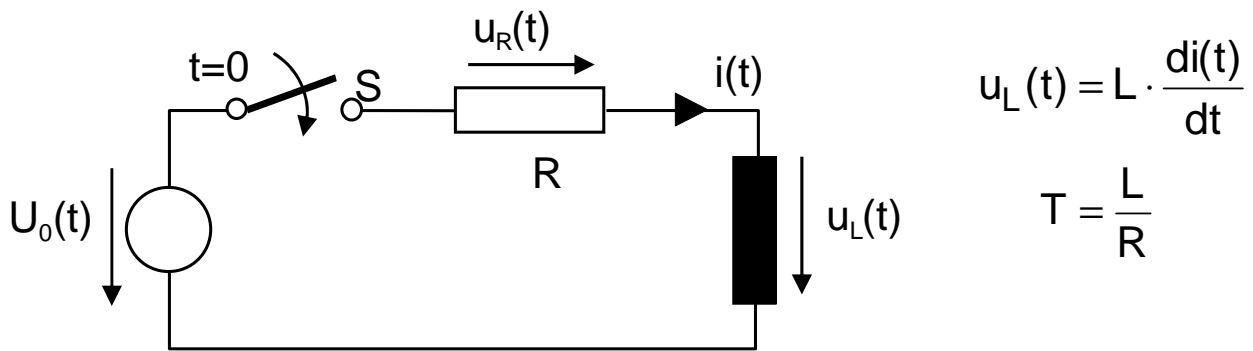 u_R(t)
t=0
S
i(t)
u_L(t) = L · di(t)/dt
R
U_0(t)
u_L(t)
T = L/R